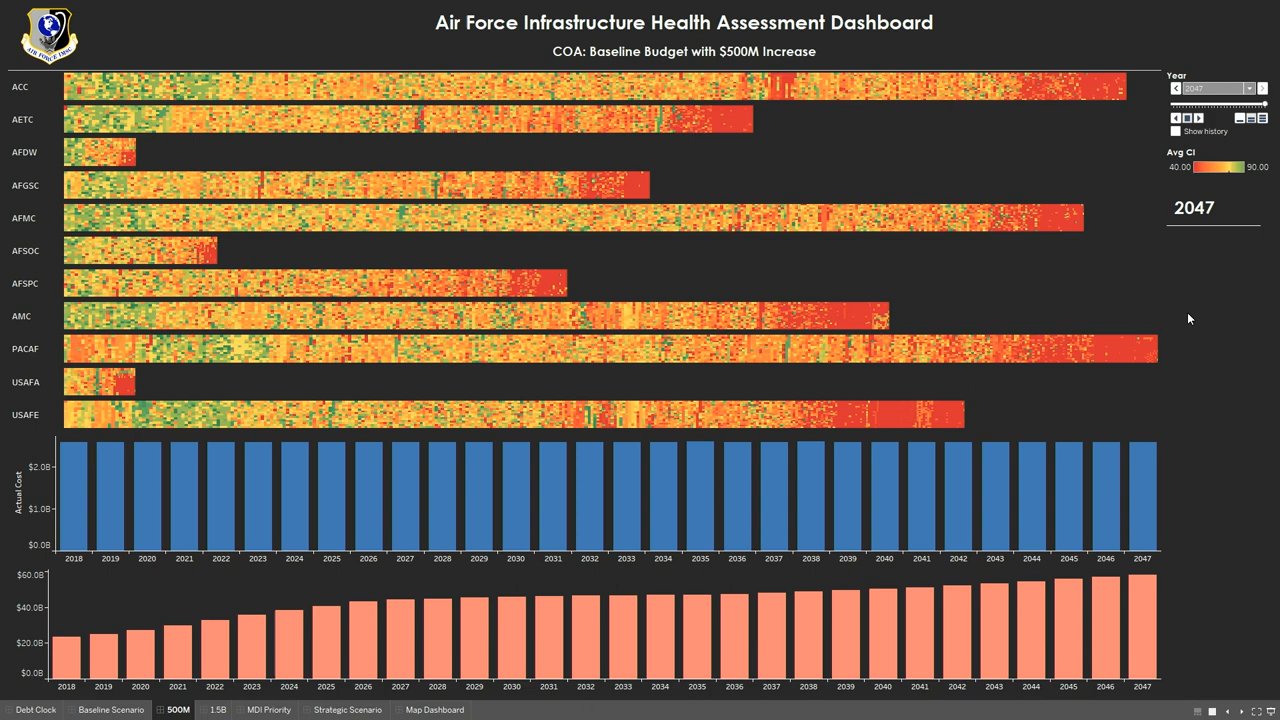 Air Force Infrastructure Health Assessment Dashboard
COA: Baseline Budget with $500M Increase
AIR FORCE IMSC
Year
2047
Show history
Avg CI
40.00 90.00
2047
ACC
AETC
AFDW
AFGSC
AFMC
AFSOC
AFSPC
AMC
PACAF
USAFA
USAFE
Actual Cost
$2.0B
$1.0B
$0.0B
2018 2019 2020 2021 2022 2023 2024 2025 2026 2027 2028 2029 2030 2031 2032 2033 2034 2035 2036 2037 2038 2039 2040 2041 2042 2043 2044 2045 2046 2047
$60.0B
$40.0B
$20.0B
$0.0B
2018 2019 2020 2021 2022 2023 2024 2025 2026 2027 2028 2029 2030 2031 2032 2033 2034 2035 2036 2037 2038 2039 2040 2041 2042 2043 2044 2045 2046 2047
Debt Clock Baseline Scenario 500M 1.5B MDI Priority Strategic Scenario Map Dashboard